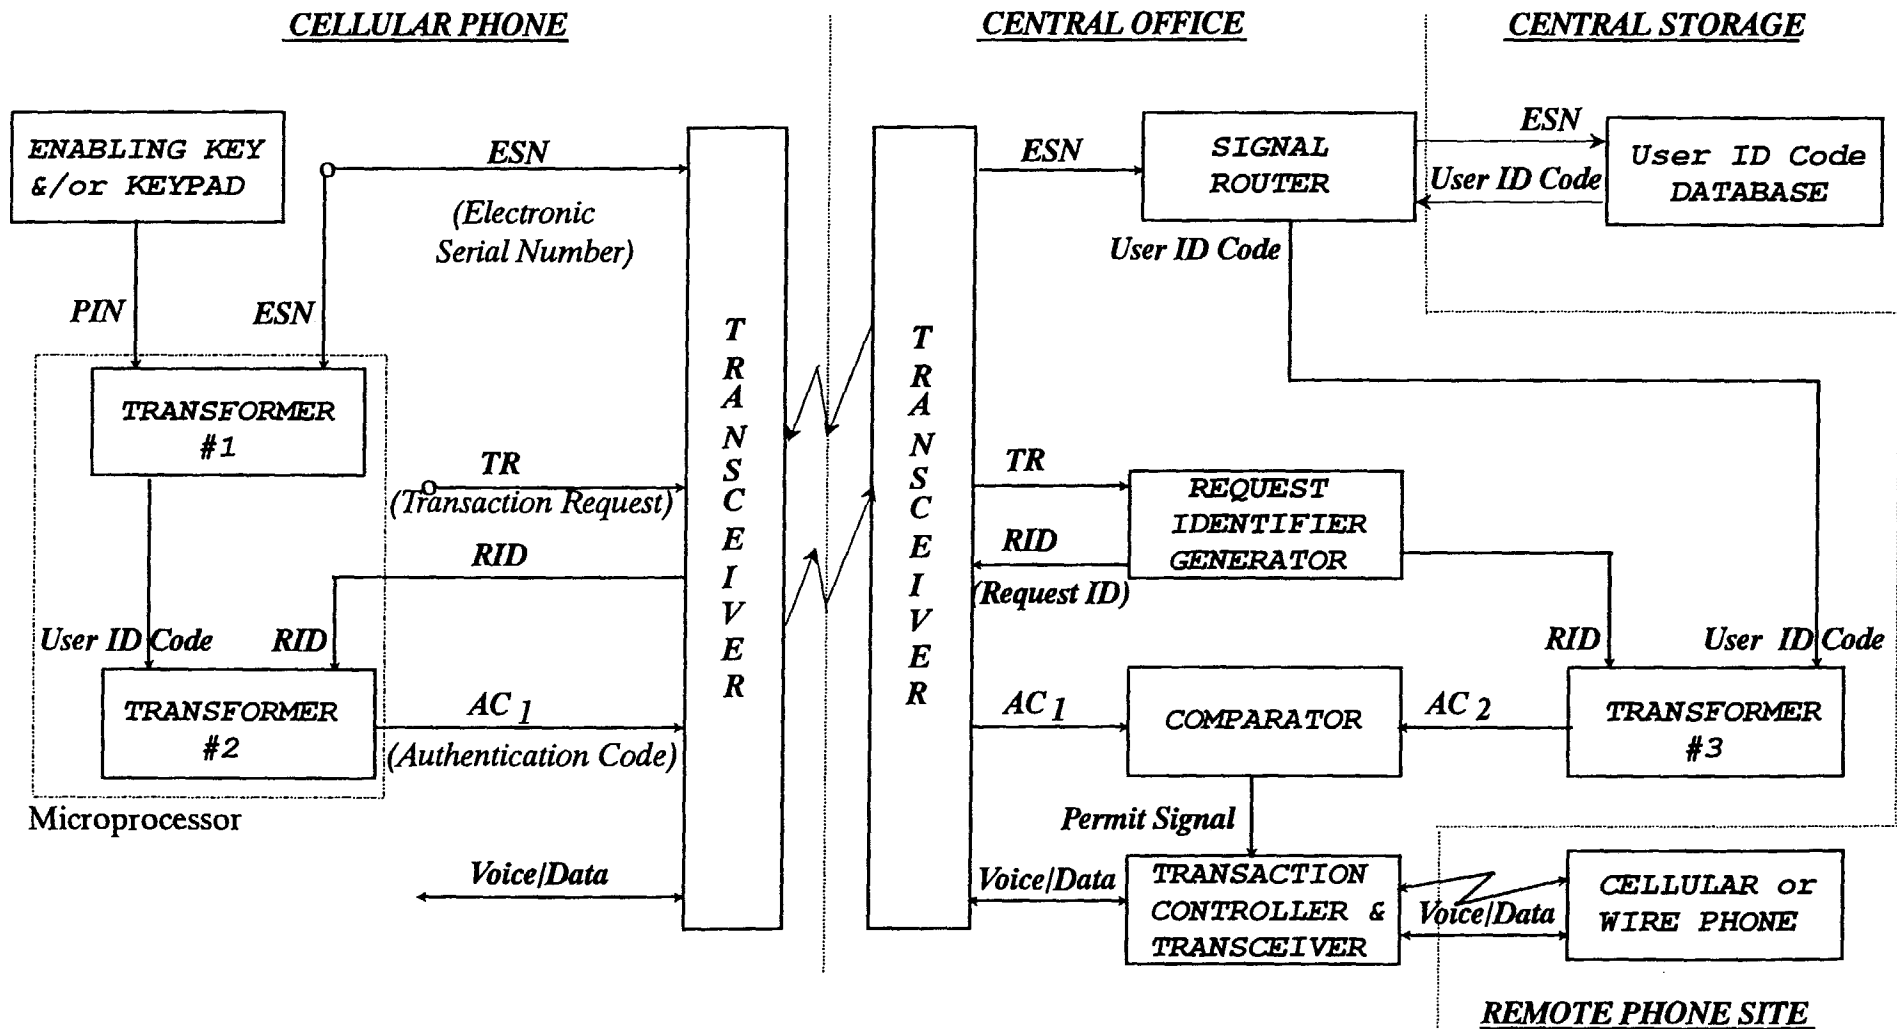 CELLULAR PHONE
CENTRAL OFFICE
CENTRAL STORAGE
ENABLING KEY
&/or KEYPAD
ESN
(Electronic
Serial Number)
PIN
ESN
TRANSFORMER
#1
TR
(Transaction Request)
RID
User ID Code
RID
TRANSFORMER
#2
AC 1
(Authentication Code)
Microprocessor
Voice/Data
TRANSCEIVER
TRANSCEIVER
ESN
SIGNAL
ROUTER
ESN
User ID Code
User ID Code
DATABASE
User ID Code
TR
REQUEST
IDENTIFIER
GENERATOR
RID
(Request ID)
RID
User ID Code
AC 1
COMPARATOR
AC 2
TRANSFORMER
#3
Permit Signal
Voice/Data
TRANSACTION
CONTROLLER &
TRANSCEIVER
Voice/Data
CELLULAR or
WIRE PHONE
REMOTE PHONE SITE